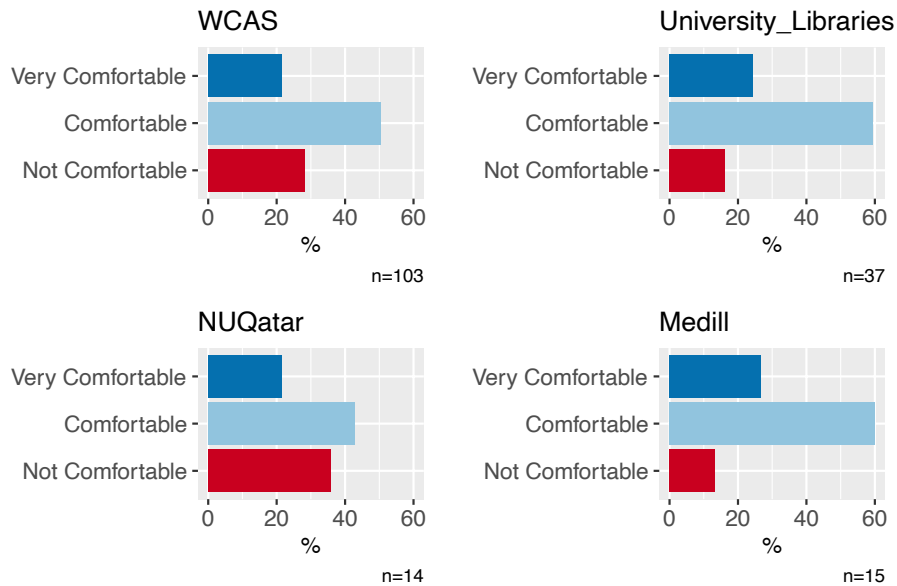 WCAS
Very Comfortable
Comfortable
Not Comfortable
0 20 40 60
%
n=103
University_Libraries
Very Comfortable
Comfortable
Not Comfortable
0 20 40 60
%
n=37
NUQatar
Very Comfortable
Comfortable
Not Comfortable
0 20 40 60
%
n=14
Medill
Very Comfortable
Comfortable
Not Comfortable
0 20 40 60
%
n=15